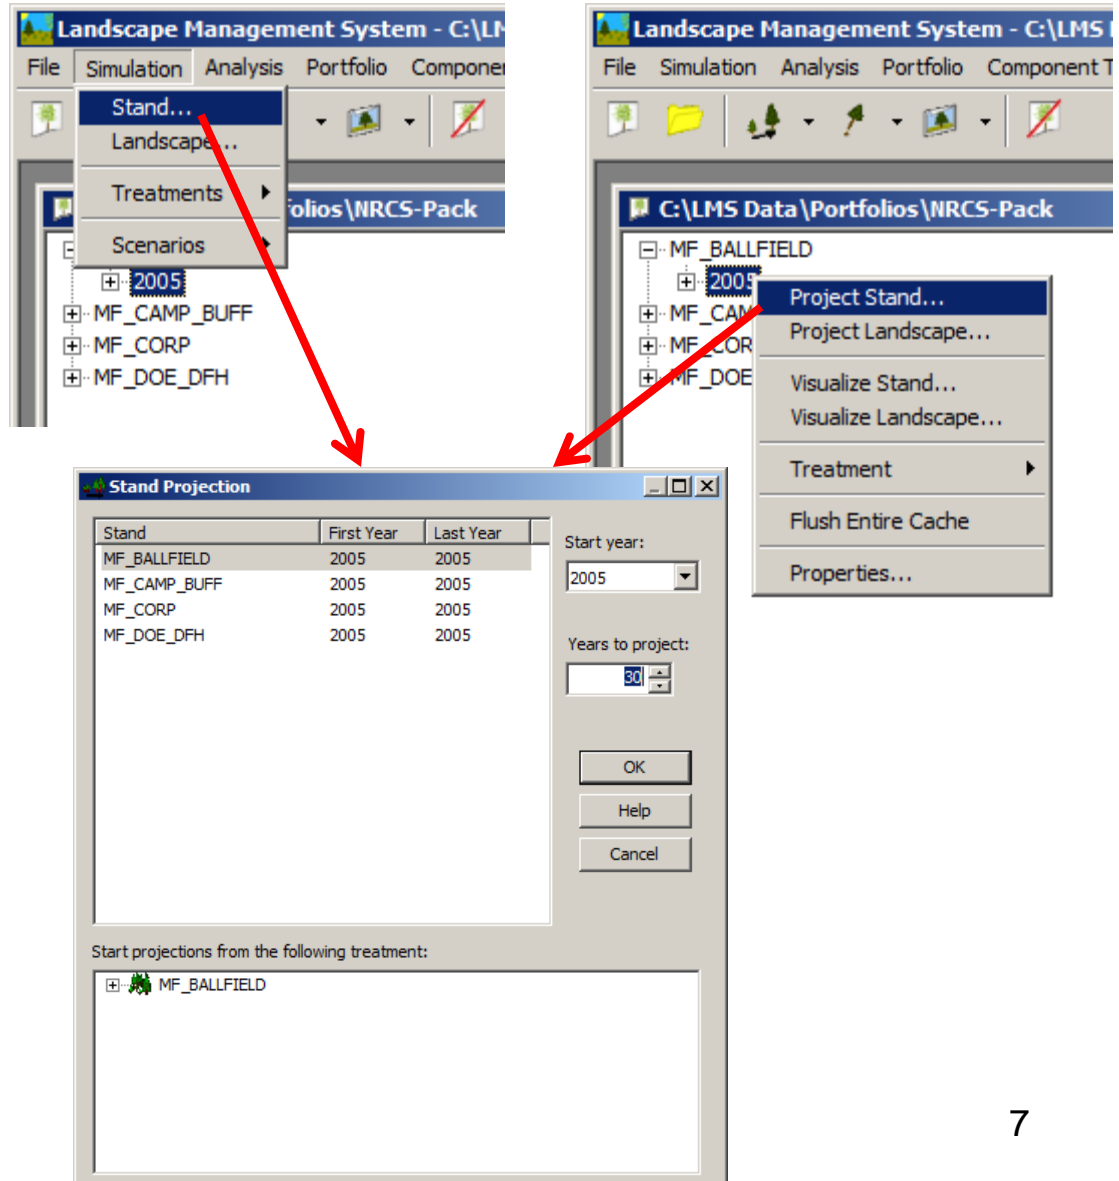 Landscape Management System - C:\LM
File Simulation Analysis Portfolio Componen
Stand...
Landscape...
Treatments
Scenarios
olios\NRCS-Pack
2005
MF_CAMP_BUFF
MF_CORP
MF_DOE_DFH
Landscape Management System - C:\LMS
File Simulation Analysis Portfolio Component T
C:\LMS Data\Portfolios\NRCS-Pack
MF_BALLFIELD
2005
MF_CAM
MF_COR
MF_DOE
Project Stand...
Project Landscape...
Visualize Stand...
Visualize Landscape...
Treatment
Flush Entire Cache
Properties...
Stand Projection
Stand First Year Last Year
MF_BALLFIELD 2005 2005
MF_CAMP_BUFF 2005 2005
MF_CORP 2005 2005
MF_DOE_DFH 2005 2005
Start year:
2005
Years to project:
30
OK
Help
Cancel
Start projections from the following treatment:
MF_BALLFIELD
7